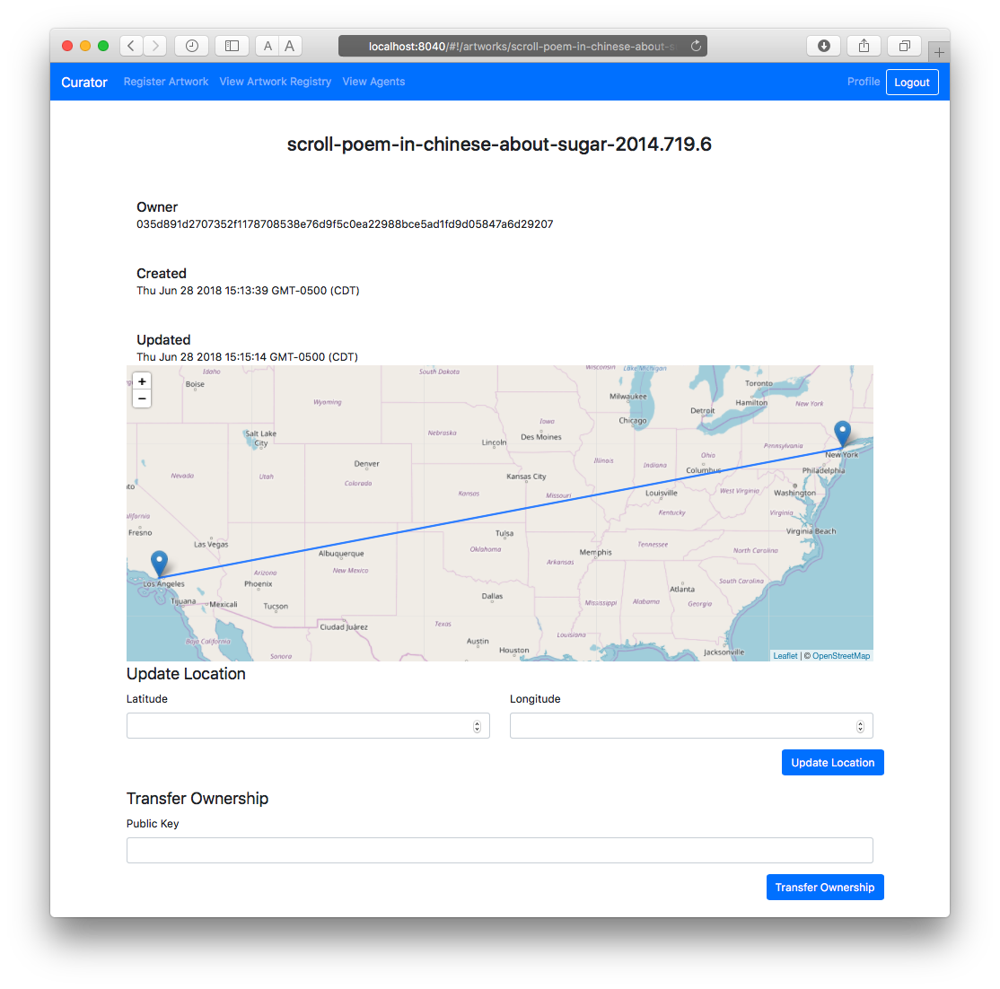 localhost:8040/#!/artworks/scroll-poem-in-chinese-about-s
A A
Curator Register Artwork View Artwork Registry View Agents Profile Logout
scroll-poem-in-chinese-about-sugar-2014.719.6
Owner
035d891d2707352f1178708538e76d9f5c0ea22988bce5ad1fd9d05847a6d29207
Created
Thu Jun 28 2018 15:13:39 GMT-0500 (CDT)
Updated
Thu Jun 28 2018 15:15:14 GMT-0500 (CDT)
+
−
Idaho
Boise
South Dakota
Wisconsin
Lake Michigan
Toronto
Hamilton
New York
Milwaukee
Detroit
Chicago
Wyoming
Iowa
Salt Lake
City
Nebraska
Lincoln
Des Moines
Pennsylvania
New York
Ohio
Illinois
Indiana
Columbus
Philadelphia
Denver
Nevada
Utah
Colorado
Kansas City
Kansas
Missouri
Louisville
West Virginia
Washington
Kentucky
Virginia
Virginia Beach
Fresno
Las Vegas
Tulsa
Oklahoma
Tennessee
Memphis
North Carolina
Albuquerque
Arkansas
Los Angeles
Arizona
New Mexico
Phoenix
South Carolina
Atlanta
Tijuana
Mexicali
Tucson
Dallas
Mississippi
Alabama
Georgia
Ciudad Juárez
Texas
Louisiana
Baja California
Sonora
Austin
Houston
Jacksonville
Leaflet | © OpenStreetMap
Update Location
Latitude Longitude
Update Location
Transfer Ownership
Public Key
Transfer Ownership